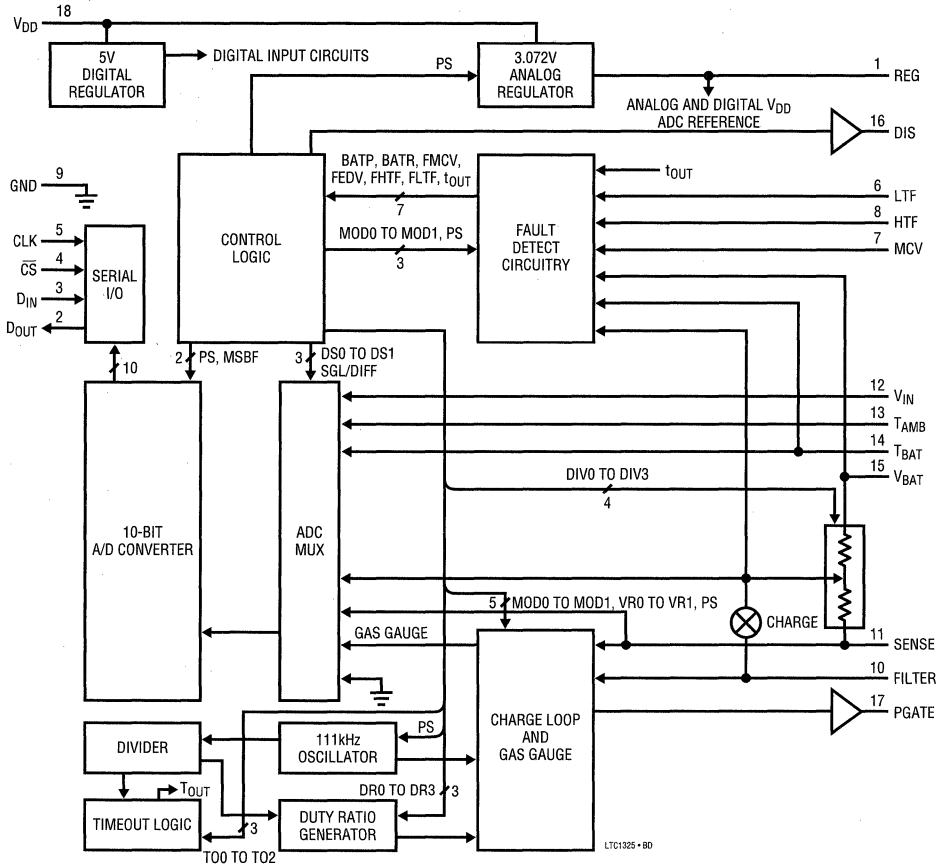 18
VDD
5V
DIGITAL
REGULATOR
DIGITAL INPUT CIRCUITS
PS
3.072V
ANALOG
REGULATOR
1
REG
ANALOG AND DIGITAL VDD
ADC REFERENCE
16
DIS
9
GND
5
CLK
4
CS
3
DIN
2
DOUT
SERIAL
I/O
10
CONTROL
LOGIC
BATP, BATR, FMCV,
FEDV, FHTF, FLTF, tOUT
7
MOD0 TO MOD1, PS
3
FAULT
DETECT
CIRCUITRY
tOUT
6
LTF
8
HTF
7
MCV
2
PS, MSBF
3
DS0 TO DS1
SGL/DIFF
12
VIN
13
TAMB
14
TBAT
15
VBAT
10-BIT
A/D CONVERTER
ADC
MUX
DIV0 TO DIV3
4
5
MOD0 TO MOD1, VR0 TO VR1, PS
CHARGE
GAS GAUGE
11
SENSE
10
FILTER
17
PGATE
CHARGE LOOP
AND
GAS GAUGE
DIVIDER
111kHz
OSCILLATOR
PS
TOUT
TIMEOUT LOGIC
3
TO0 TO TO2
DR0 TO DR3
3
DUTY RATIO
GENERATOR
LTC1325 • BD